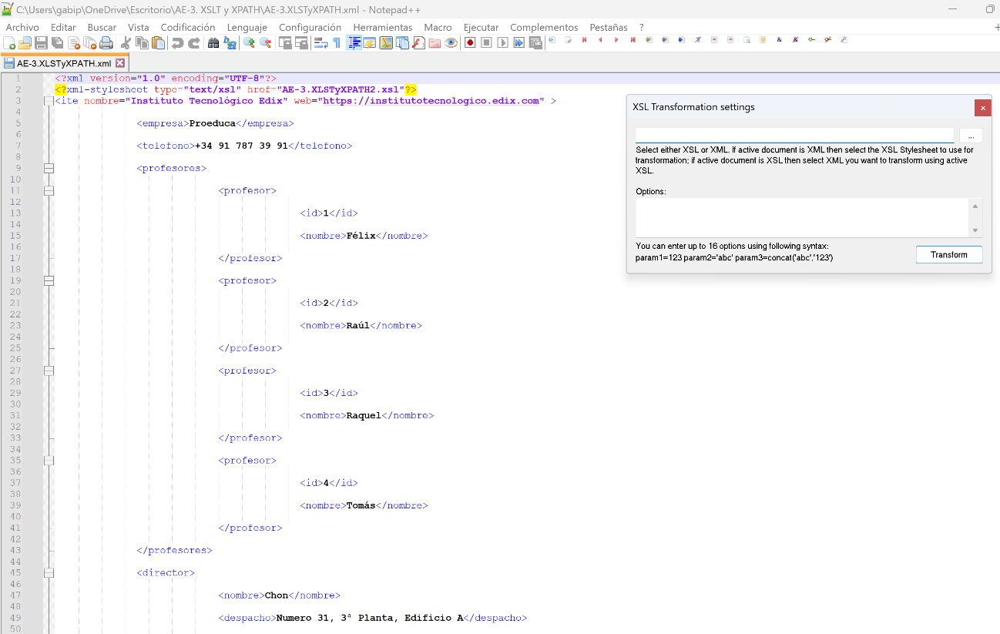 C:\Users\gabip\OneDrive\Escritorio\AE-3. XSLT y XPATH\AE-3.XLSTyXPATH.xml - Notepad++
Archivo Editar Buscar Vista Codificación Lenguaje Configuración Herramientas Macro Ejecutar Complementos Pestañas ?
AE-3.XLSTyXPATH.xml
1 <?xml version="1.0" encoding="UTF-8"?>
2 <?xml-stylesheet type="text/xsl" href="AE-3.XLSTyXPATH2.xsl"?>
3 <ite nombre="Instituto Tecnológico Edix" web="https://institutotecnologico.edix.com" >
4
5 <empresa>Proeduca</empresa>
6
7 <telefono>+34 91 787 39 91</telefono>
8
9 <profesores>
10
11 <profesor>
12
13 <id>1</id>
14
15 <nombre>Félix</nombre>
16
17 </profesor>
18
19 <profesor>
20
21 <id>2</id>
22
23 <nombre>Raúl</nombre>
24
25 </profesor>
26
27 <profesor>
28
29 <id>3</id>
30
31 <nombre>Raquel</nombre>
32
33 </profesor>
34
35 <profesor>
36
37 <id>4</id>
38
39 <nombre>Tomás</nombre>
40
41 </profesor>
42
43 </profesores>
44
45 <director>
46
47 <nombre>Chon</nombre>
48
49 <despacho>Numero 31, 3ª Planta, Edificio A</despacho>
50
XSL Transformation settings
...
Select either XSL or XML. If active document is XML then select the XSL Stylesheet to use for
transformation; if active document is XSL then select XML you want to transform using active
XSL.
Options:
You can enter up to 16 options using following syntax:
param1=123 param2='abc' param3=concat('abc','123')
Transform